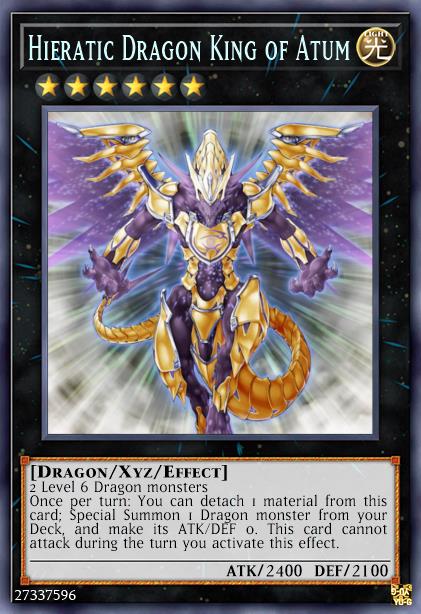 HIERATIC DRAGON KING OF ATUM
LIGHT
光
[DRAGON/XYZ/EFFECT]
2 Level 6 Dragon monsters
Once per turn: You can detach 1 material from this
card; Special Summon 1 Dragon monster from your
Deck, and make its ATK/DEF 0. This card cannot
attack during the turn you activate this effect.
ATK/2400 DEF/2100
27337596